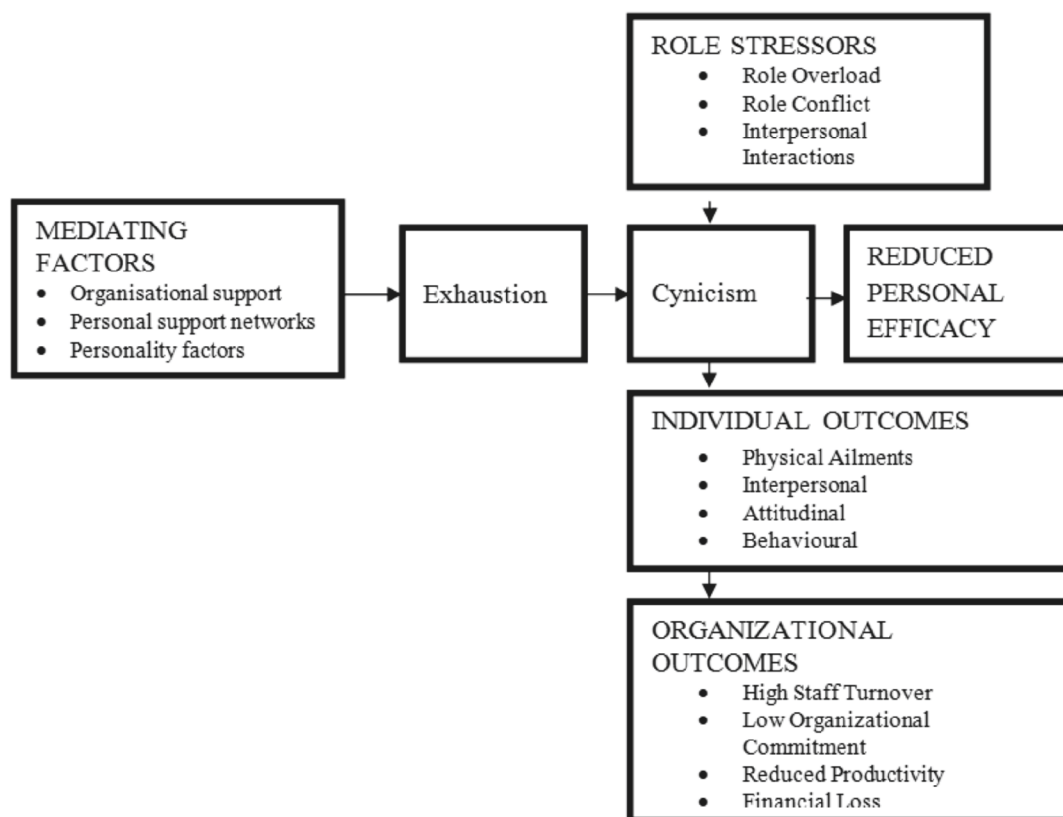 ROLE STRESSORS
• Role Overload
• Role Conflict
• Interpersonal
Interactions
MEDIATING
FACTORS
• Organisational support
• Personal support networks
• Personality factors
Exhaustion
Cynicism
REDUCED
PERSONAL
EFFICACY
INDIVIDUAL OUTCOMES
• Physical Ailments
• Interpersonal
• Attitudinal
• Behavioural
ORGANIZATIONAL
OUTCOMES
• High Staff Turnover
• Low Organizational
Commitment
• Reduced Productivity
• Financial Loss